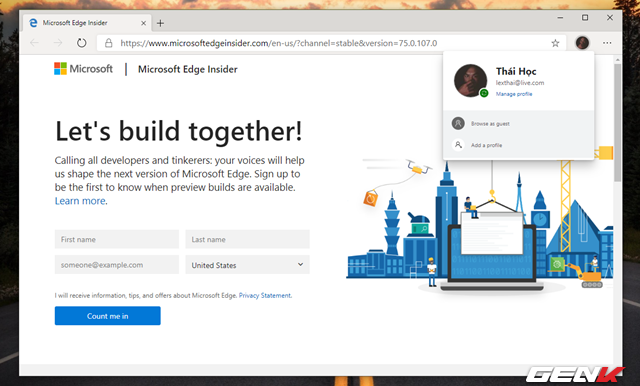 Microsoft Edge Insider
https://www.microsoftedgeinsider.com/en-us/?channel=stable&version=75.0.107.0
Microsoft | Microsoft Edge Insider
Thái Học
lexthai@live.com
Manage profile
Browse as guest
Add a profile
Let's build together!
Calling all developers and tinkerers: your voices will help
us shape the next version of Microsoft Edge. Sign up to
be the first to know when preview builds are available.
Learn more.
First name
Last name
someone@example.com
United States
I will receive information, tips, and offers about Microsoft Edge. Privacy Statement.
Count me in
GENK